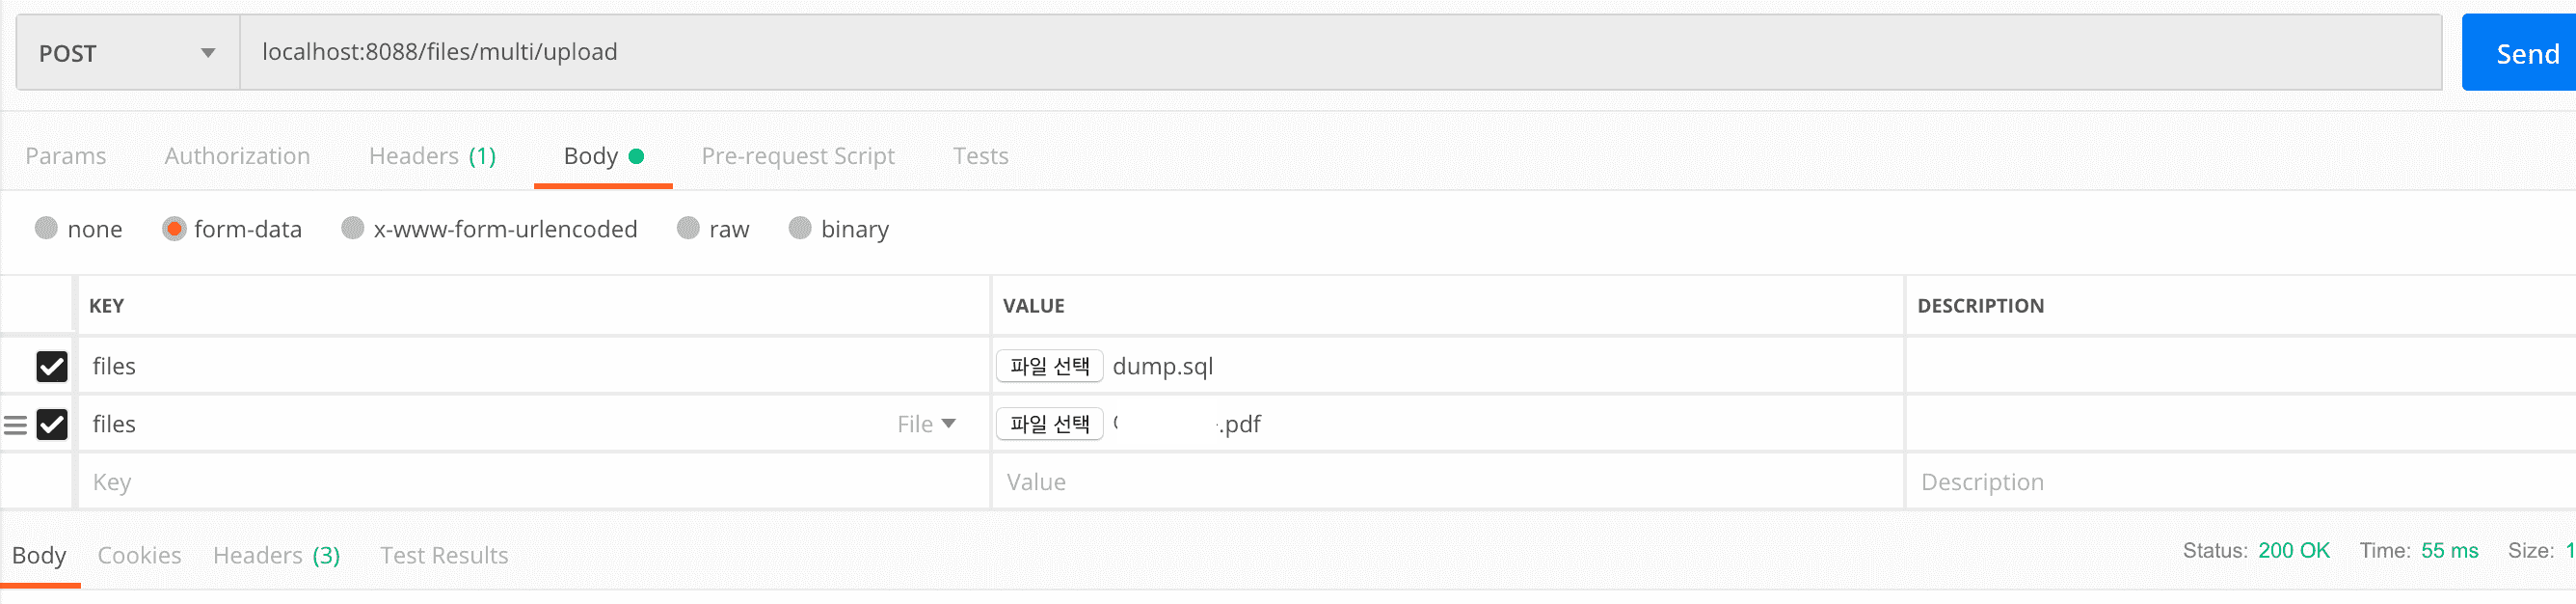 POST localhost:8088/files/multi/upload Send
Params Authorization Headers (1) Body Pre-request Script Tests
none form-data x-www-form-urlencoded raw binary
KEY VALUE DESCRIPTION
files 파일 선택 dump.sql
files File 파일 선택 .pdf
Key Value Description
Body Cookies Headers (3) Test Results Status: 200 OK Time: 55 ms Size: